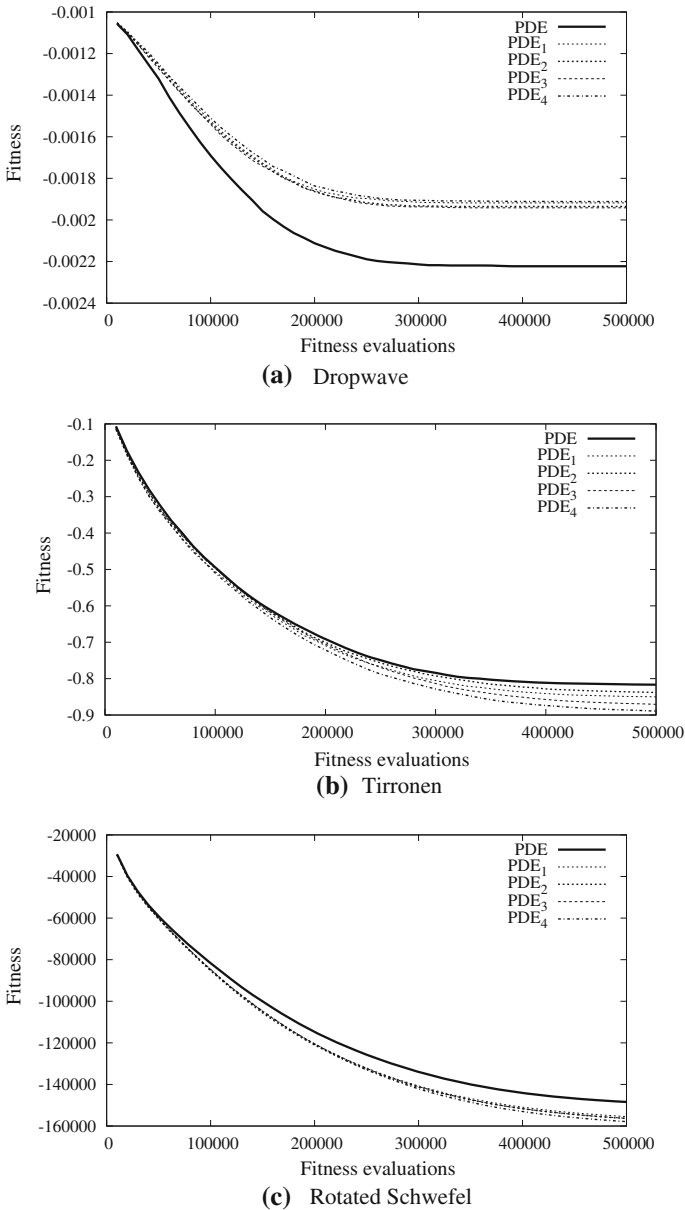 -0.001
-0.0012
-0.0014
-0.0016
-0.0018
-0.002
-0.0022
-0.0024
Fitness
0
100000
200000
300000
400000
500000
Fitness evaluations
PDE
PDE1
PDE2
PDE3
PDE4
(a) Dropwave
-0.1
-0.2
-0.3
-0.4
-0.5
-0.6
-0.7
-0.8
-0.9
Fitness
0
100000
200000
300000
400000
500000
Fitness evaluations
PDE
PDE1
PDE2
PDE3
PDE4
(b) Tirronen
-20000
-40000
-60000
-80000
-100000
-120000
-140000
-160000
Fitness
0
100000
200000
300000
400000
500000
Fitness evaluations
PDE
PDE1
PDE2
PDE3
PDE4
(c) Rotated Schwefel